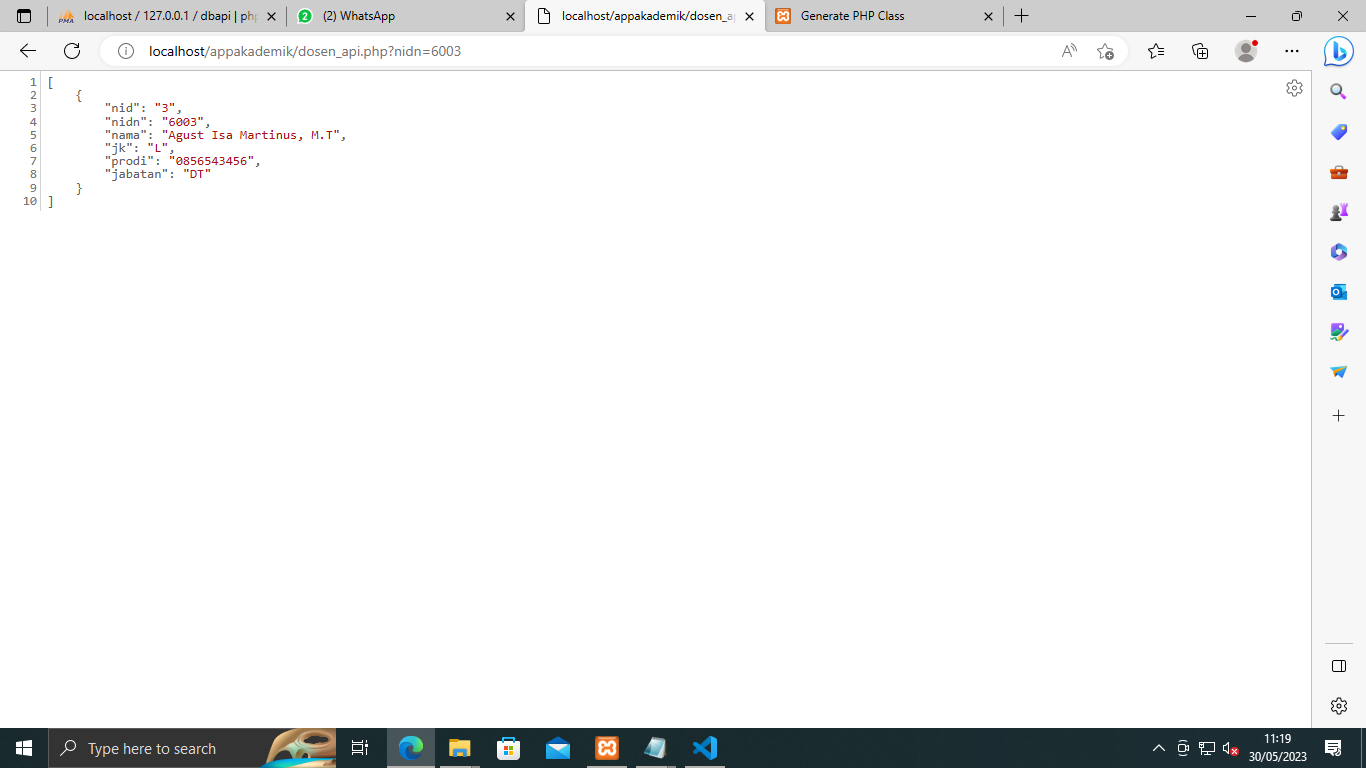 localhost / 127.0.0.1 / dbapi | php
(2) WhatsApp
localhost/appakademik/dosen_ap
Generate PHP Class
localhost/appakademik/dosen_api.php?nidn=6003
1 [
2 {
3 "nid": "3",
4 "nidn": "6003",
5 "nama": "Agust Isa Martinus, M.T",
6 "jk": "L",
7 "prodi": "0856543456",
8 "jabatan": "DT"
9 }
10 ]
Type here to search
11:19
30/05/2023